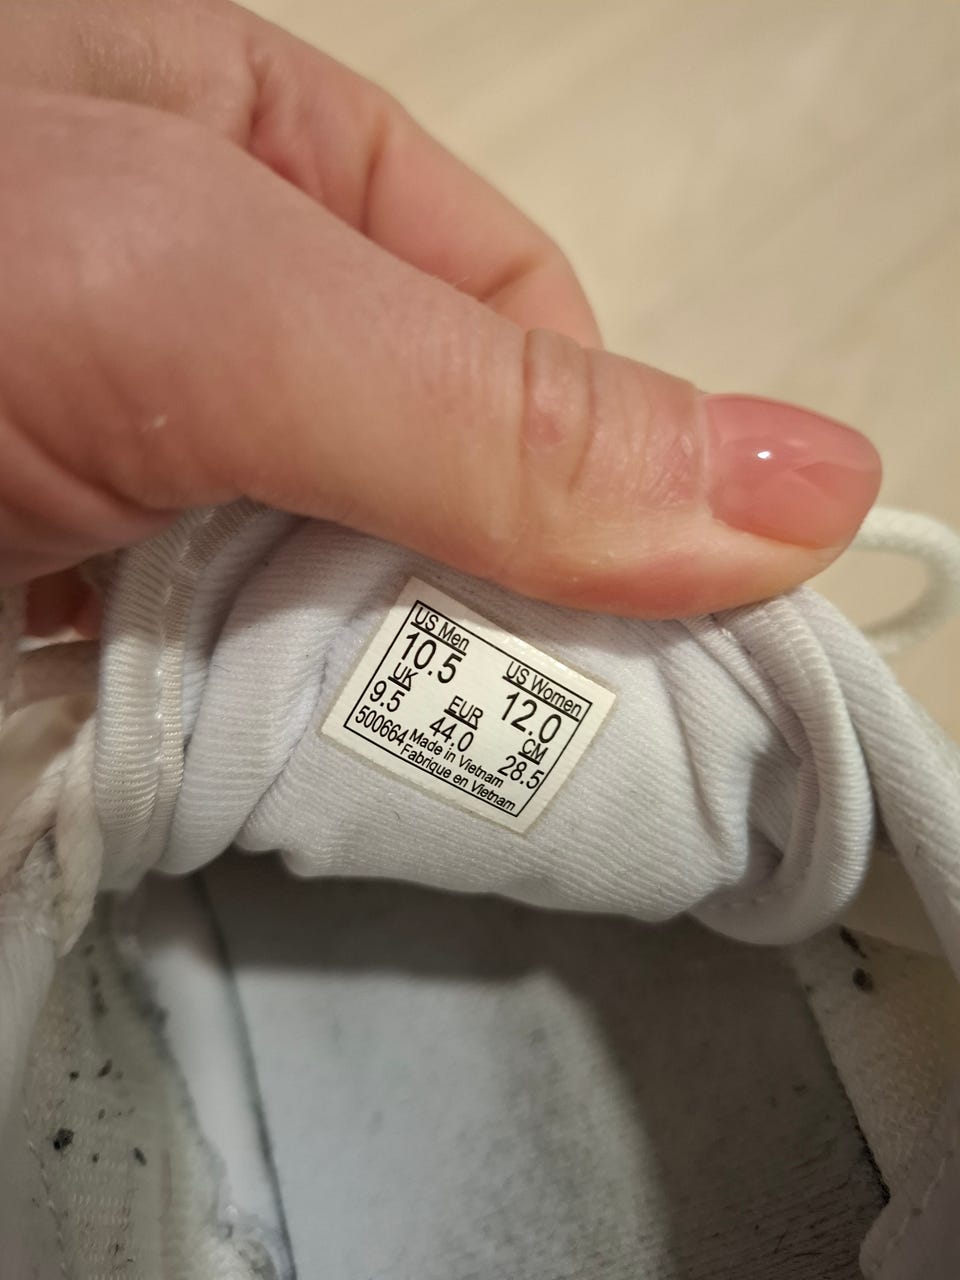 US Men US Women
10.5 12.0
UK EUR CM
9.5 44.0 28.5
500664 Made in Vietnam
Fabrique en Vietnam